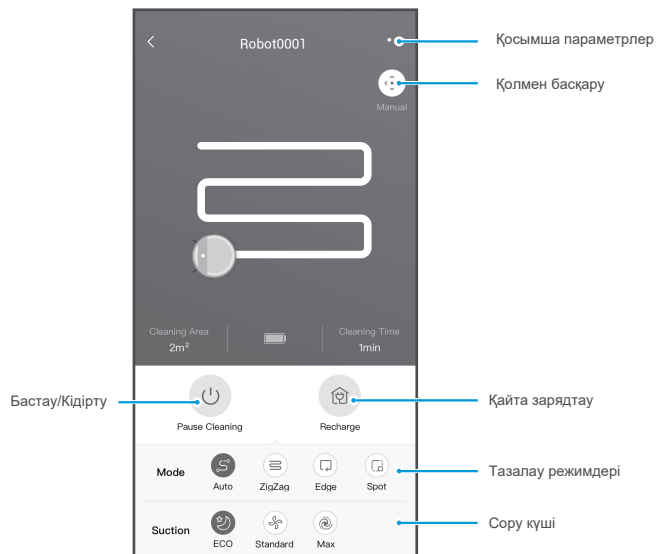 Robot0001
Қосымша параметрлер
Қолмен басқару
Manual
Cleaning Area
2m²
Cleaning Time
1min
Бастау/Кідірту
Pause Cleaning
Recharge
Қайта зарядтау
Mode
Auto
ZigZag
Edge
Spot
Тазалау режимдері
Suction
ECO
Standard
Max
Сору күші